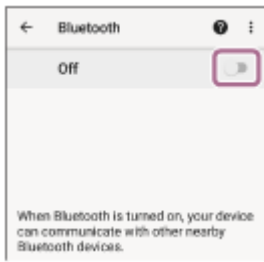 Bluetooth
Off
When Bluetooth is turned on, your device
can communicate with other nearby
Bluetooth devices.